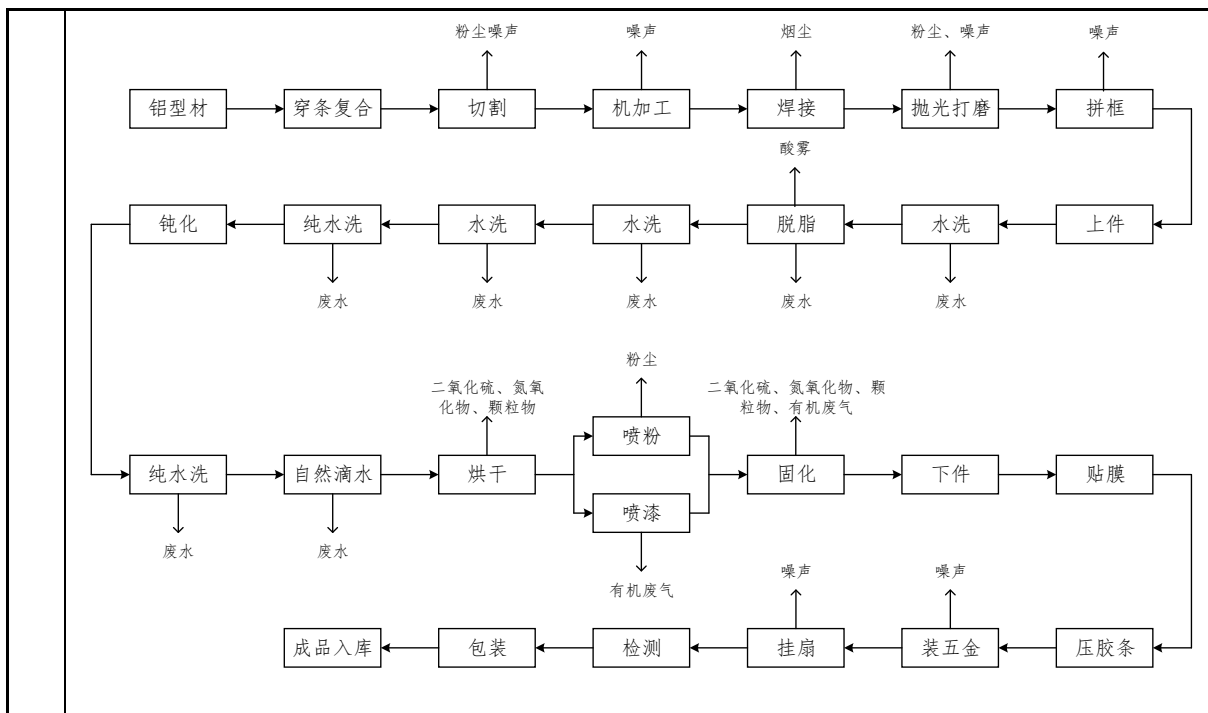 粉尘噪声
噪声
烟尘
粉尘、噪声
噪声
铝型材
穿条复合
切割
机加工
焊接
抛光打磨
拼框
酸雾
钝化
纯水洗
水洗
水洗
脱脂
水洗
上件
废水
废水
废水
废水
废水
粉尘
二氧化硫、氮氧
化物、颗粒物
二氧化硫、氮氧化物、颗
粒物、有机废气
喷粉
纯水洗
自然滴水
烘干
固化
下件
贴膜
喷漆
废水
废水
有机废气
噪声
噪声
成品入库
包装
检测
挂扇
装五金
压胶条